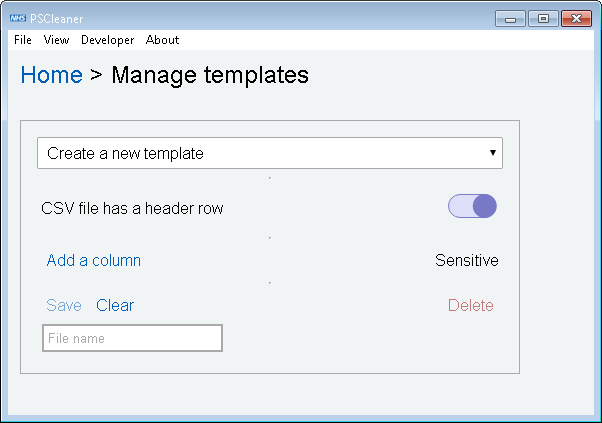 NHS PSCleaner
File View Developer About
Home > Manage templates
Create a new template
CSV file has a header row
Add a column Sensitive
Save Clear Delete
File name